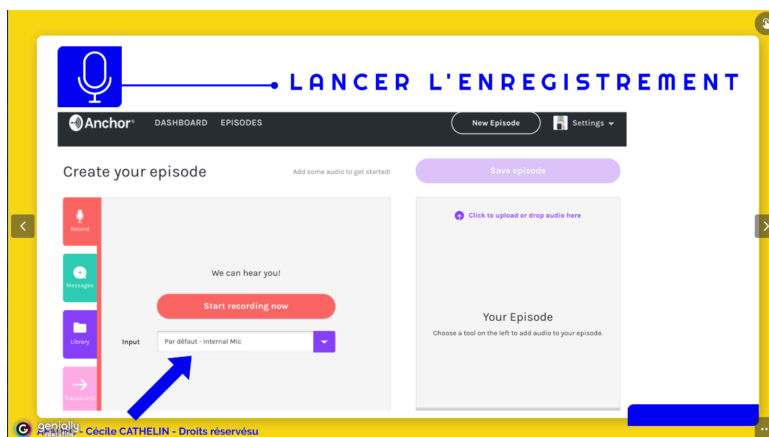 LANCER L'ENREGISTREMENT
Anchor
DASHBOARD EPISODES
New Episode
Settings
Create your episode
Add some audio to get started!
Save episode
Record
Click to upload or drop audio here
Messages
We can hear you!
Start recording now
Your Episode
Library
Input
Par défaut - Internal Mic
Choose a tool on the left to add audio to your episode.
Transitions
genially
- Cécile CATHELIN - Droits réservésu